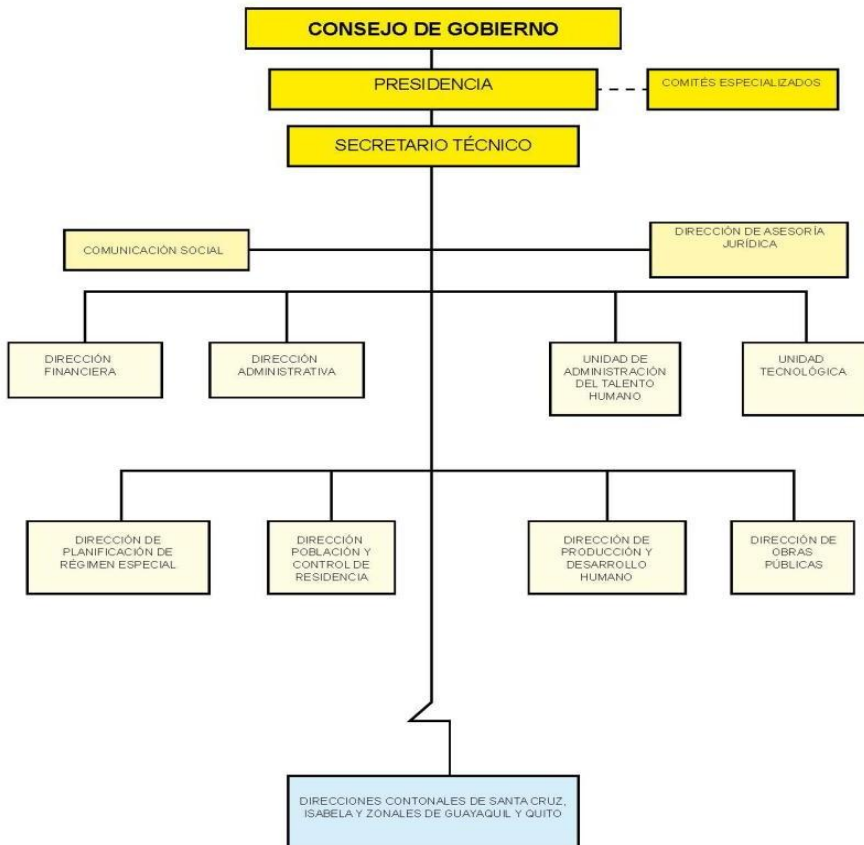 CONSEJO DE GOBIERNO
PRESIDENCIA
COMITÉS ESPECIALIZADOS
SECRETARIO TÉCNICO
COMUNICACIÓN SOCIAL
DIRECCIÓN DE ASESORÍA
JURÍDICA
DIRECCIÓN
FINANCIERA
DIRECCIÓN
ADMINISTRATIVA
UNIDAD DE
ADMINISTRACIÓN
DEL TALENTO
HUMANO
UNIDAD
TECNOLÓGICA
DIRECCIÓN DE
PLANIFICACIÓN DE
RÉGIMEN ESPECIAL
DIRECCIÓN
POBLACIÓN Y
CONTROL DE
RESIDENCIA
DIRECCIÓN DE
PRODUCCIÓN Y
DESARROLLO
HUMANO
DIRECCIÓN DE
OBRAS
PÚBLICAS
DIRECCIONES CONTONALES DE SANTA CRUZ,
ISABELA Y ZONALES DE GUAYAQUIL Y QUITO